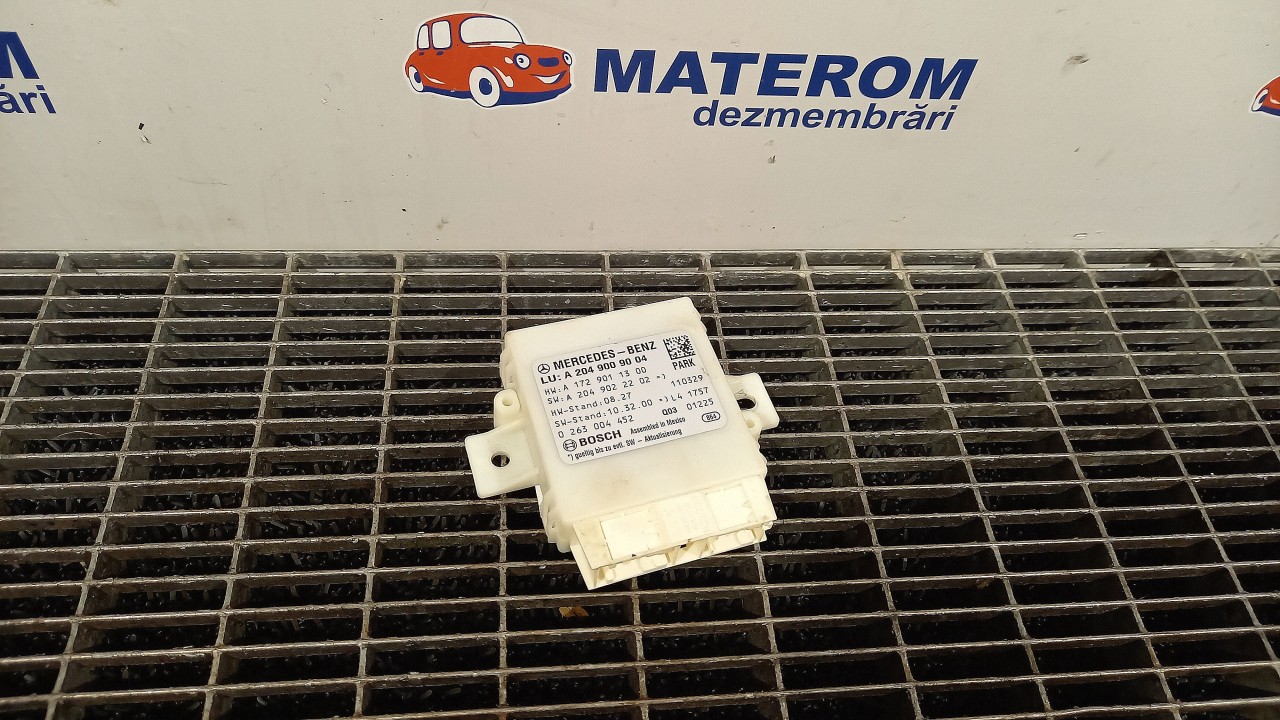 M
ări
MATEROM
dezmembrări
MERCEDES-BENZ
LU: A 204 900 90 04
HW: A 172 901 13 00
SW: A 204 902 22 02 *)
PARK
HW-Stand:08.27
110329
SW-Stand:10.32.00 *) L4 1757
0 263 004 452 Q03 01225
BOSCH Assembled in Mexico
*) gueltig bis zu evtl. SW - Aktualisierung